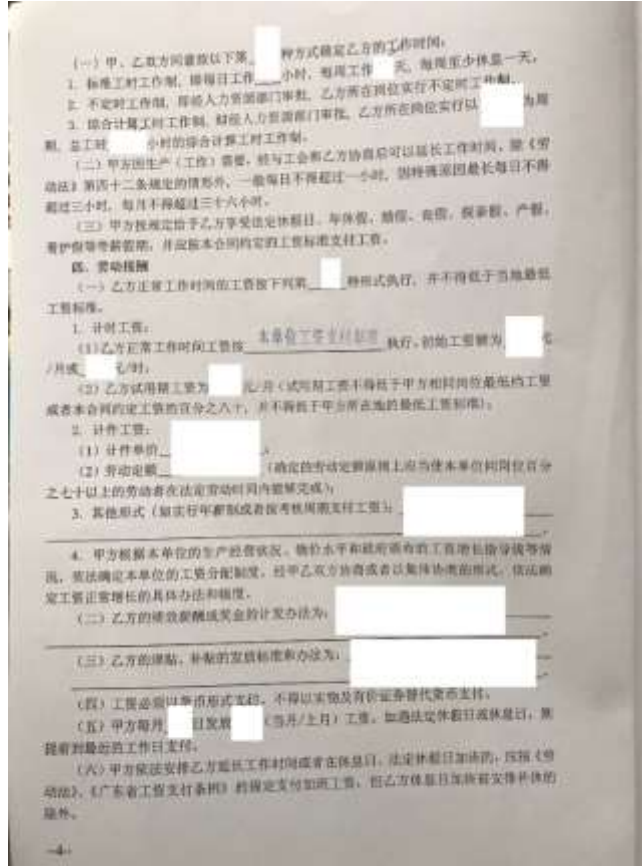 (一) 甲、乙双方同意按以下第 种方式确定乙方的工作时间:
1. 标准工时工作制,即每日工作 小时,每周工作 天,每周至少休息一天。
2. 不定时工作制,即经人力资源部门审批,乙方所在岗位实行不定时工作制。
3. 综合计算工时工作制,即经人力资源部门审批,乙方所在岗位实行以 为周
期,总工时 小时的综合计算工时工作制。
(二) 甲方因生产(工作)需要,经与工会和乙方协商后可以延长工作时间,除《劳
动法》第四十二条规定的情形外,一般每日不得超过一小时,因特殊原因最长每日不得
超过三小时,每月不得超过三十六小时。
(三) 甲方按规定给予乙方享受法定休假日、年休假、婚假、丧假、探亲假、产假、
看护假等带薪假期,并应按本合同约定的工资标准支付工资。
四、劳动报酬
(一) 乙方正常工作时间的工资按下列第 种形式执行,并不得低于当地最低
工资标准。
1. 计时工资:
(1)乙方正常工作时间工资按 本单位工资支付制度 执行,初始工资额为 元
/月或 元/时;
(2) 乙方试用期工资为 元/月(试用期工资不得低于甲方相同岗位最低档工资
或者本合同约定工资的百分之八十,并不得低于甲方所在地的最低工资标准);
2. 计件工资:
(1) 计件单价 ;
(2) 劳动定额 (确定的劳动定额原则上应当使本单位同岗位百分
之七十以上的劳动者在法定劳动时间内能够完成);
3. 其他形式(如实行年薪制或者按考核周期支付工资):
4. 甲方根据本单位的生产经营状况、物价水平和政府颁布的工资增长指导线等情
况,依法确定本单位的工资分配制度,经甲乙双方协商或者以集体协商的形式,依法确
定工资正常增长的具体办法和幅度。
(二) 乙方的绩效薪酬或奖金的计发办法为:
(三) 乙方的津贴、补贴的发放标准和办法为:
(四) 工资必须以货币形式支付,不得以实物及有价证券替代货币支付。
(五) 甲方每月 日发放 (当月/上月)工资。如遇法定休假日或休息日,则
提前到最近的工作日支付。
(六) 甲方依法安排乙方延长工作时间或者在休息日、法定休假日加班的,应按《劳
动法》、《广东省工资支付条例》的规定支付加班工资,但乙方休息日加班前安排补休的
除外。
—4—